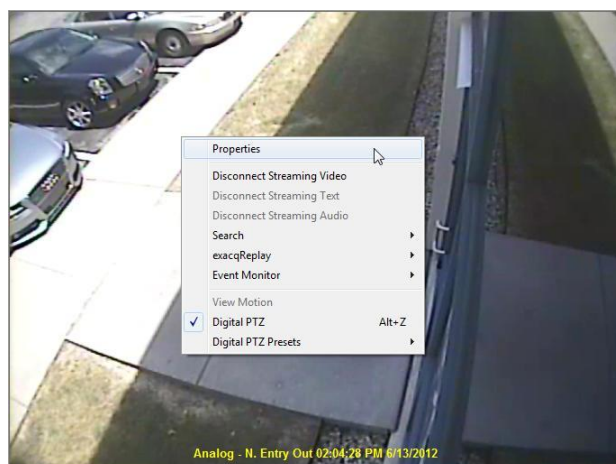 Properties
Disconnect Streaming Video
Disconnect Streaming Text
Disconnect Streaming Audio
Search
exacqReplay
Event Monitor
View Motion
Digital PTZ Alt+Z
Digital PTZ Presets
Analog - N. Entry Out 02:04:28 PM 6/13/2012